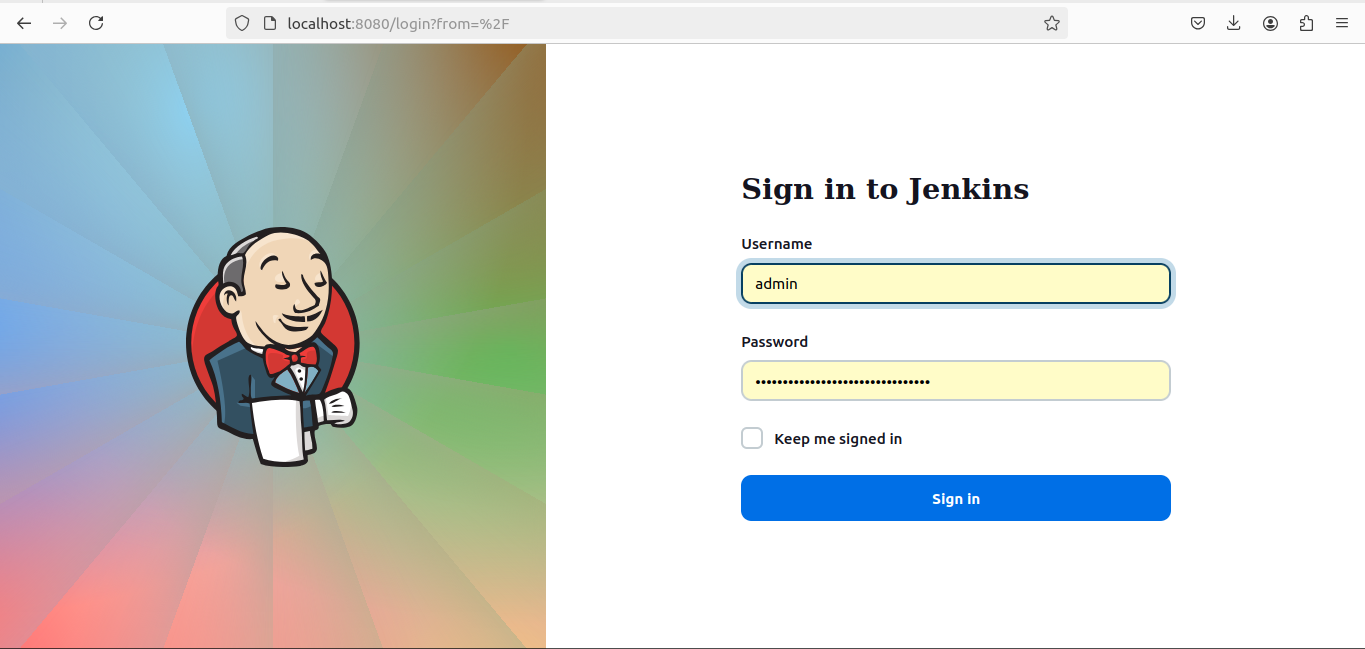 localhost:8080/login?from=%2F
Sign in to Jenkins
Username
admin
Password
••••••••••••••••••••••••••••••••
Keep me signed in
Sign in